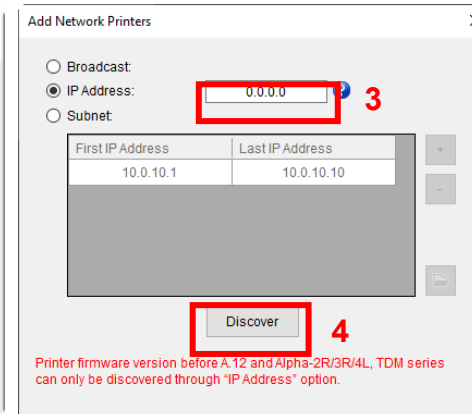 Add Network Printers
Broadcast:
IP Address: 0.0.0.0 ? 3
Subnet:
First IP Address Last IP Address
10.0.10.1 10.0.10.10
+
-
Discover 4
Printer firmware version before A.12 and Alpha-2R/3R/4L, TDM series
can only be discovered through “IP Address” option.